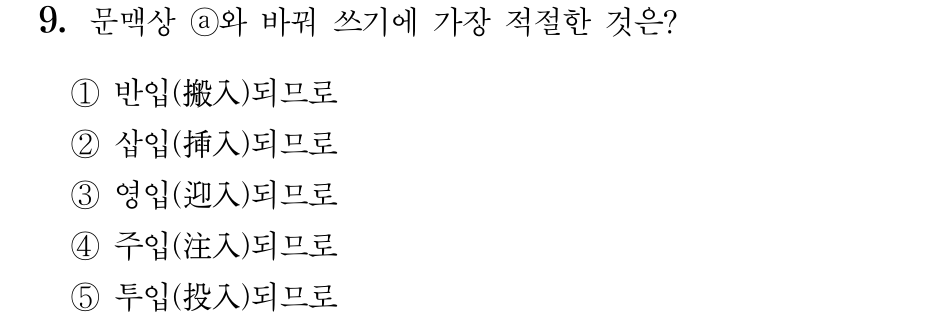 9. 문맥상 ⓐ와 바꿔 쓰기에 가장 적절한 것은?
① 반입(搬入)되므로
② 삽입(挿入)되므로
③ 영입(迎入)되므로
④ 주입(注入)되므로
⑤ 투입(投入)되므로